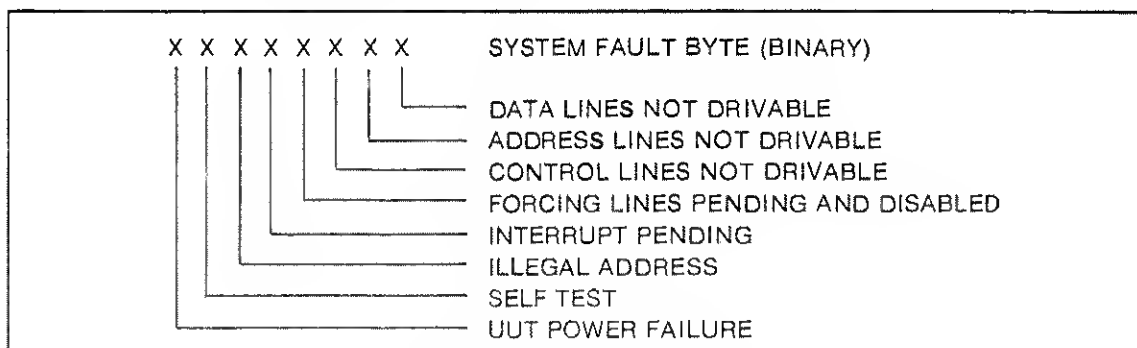 X X X X X X X X SYSTEM FAULT BYTE (BINARY)
DATA LINES NOT DRIVABLE
ADDRESS LINES NOT DRIVABLE
CONTROL LINES NOT DRIVABLE
FORCING LINES PENDING AND DISABLED
INTERRUPT PENDING
ILLEGAL ADDRESS
SELF TEST
UUT POWER FAILURE